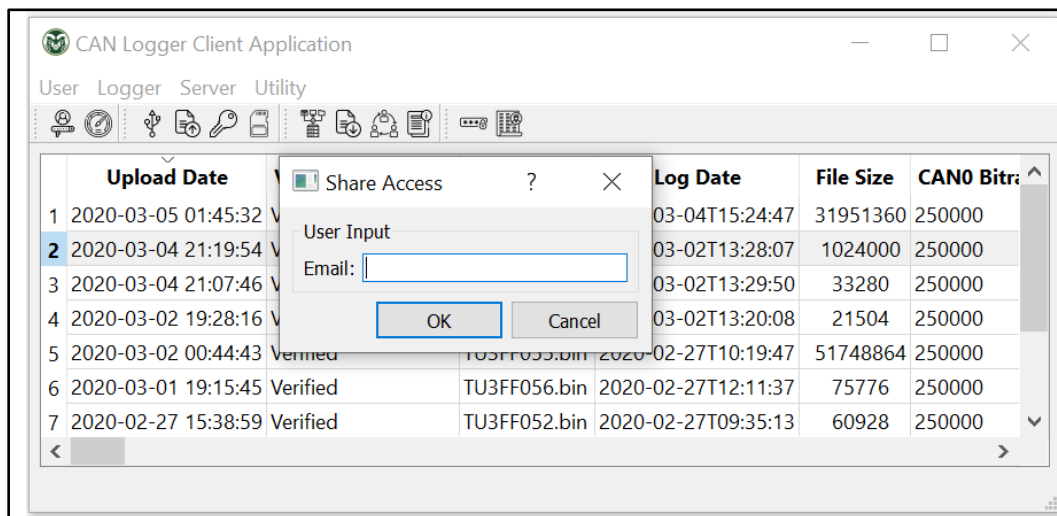 CAN Logger Client Application
User Logger Server Utility
Upload Date Log Date File Size CAN0 Bitra
Share Access ?
User Input
Email:
OK Cancel
1 2020-03-05 01:45:32 V 03-04T15:24:47 31951360 250000
2 2020-03-04 21:19:54 V 03-02T13:28:07 1024000 250000
3 2020-03-04 21:07:46 V 03-02T13:29:50 33280 250000
4 2020-03-02 19:28:16 V 03-02T13:20:08 21504 250000
5 2020-03-02 00:44:43 Verified TU3FF055.bin 2020-02-27T10:19:47 51748864 250000
6 2020-03-01 19:15:45 Verified TU3FF056.bin 2020-02-27T12:11:37 75776 250000
7 2020-02-27 15:38:59 Verified TU3FF052.bin 2020-02-27T09:35:13 60928 250000